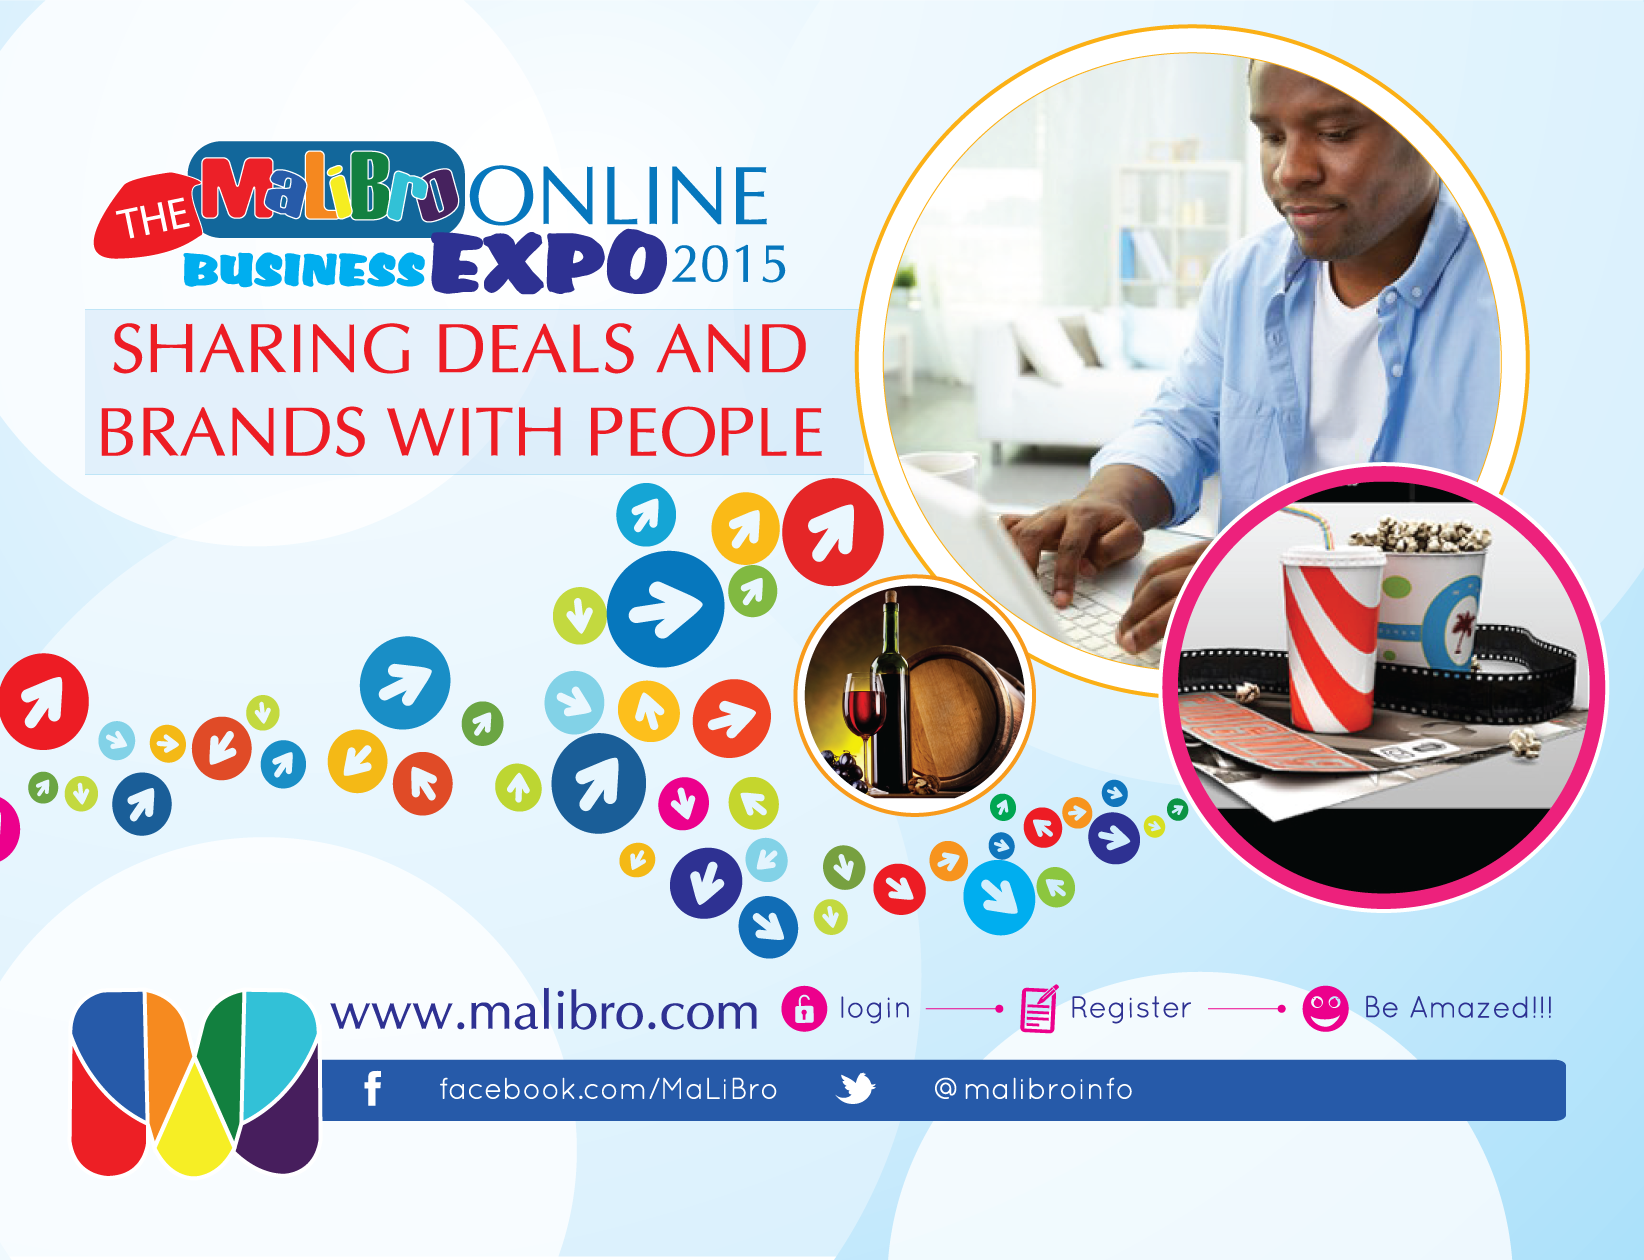 THE MaLiBro ONLINE
BUSINESS EXPO 2015
SHARING DEALS AND
BRANDS WITH PEOPLE
www.malibro.com login Register Be Amazed!!!
facebook.com/MaLiBro @malibroinfo